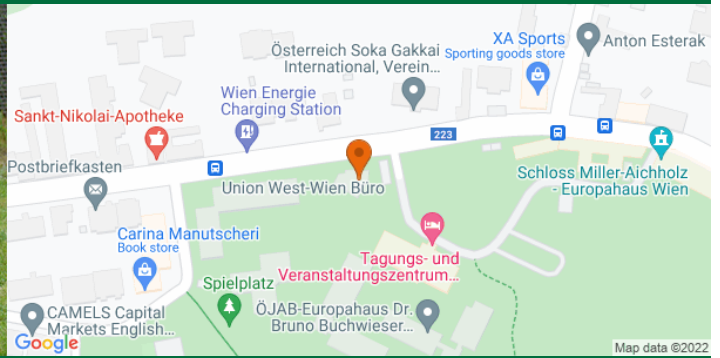 XA Sports
Sporting goods store
Anton Esterak
Österreich Soka Gakkai
International, Verein...
Wien Energie
Charging Station
Sankt-Nikolai-Apotheke
223
Postbriefkasten
Union West-Wien Büro
Schloss Miller-Aichholz
- Europahaus Wien
Carina Manutscheri
Book store
Tagungs- und
Veranstaltungszentrum...
Spielplatz
ÖJAB-Europahaus Dr.
Bruno Buchwieser...
CAMELS Capital
Markets English...
Google
Map data ©2022